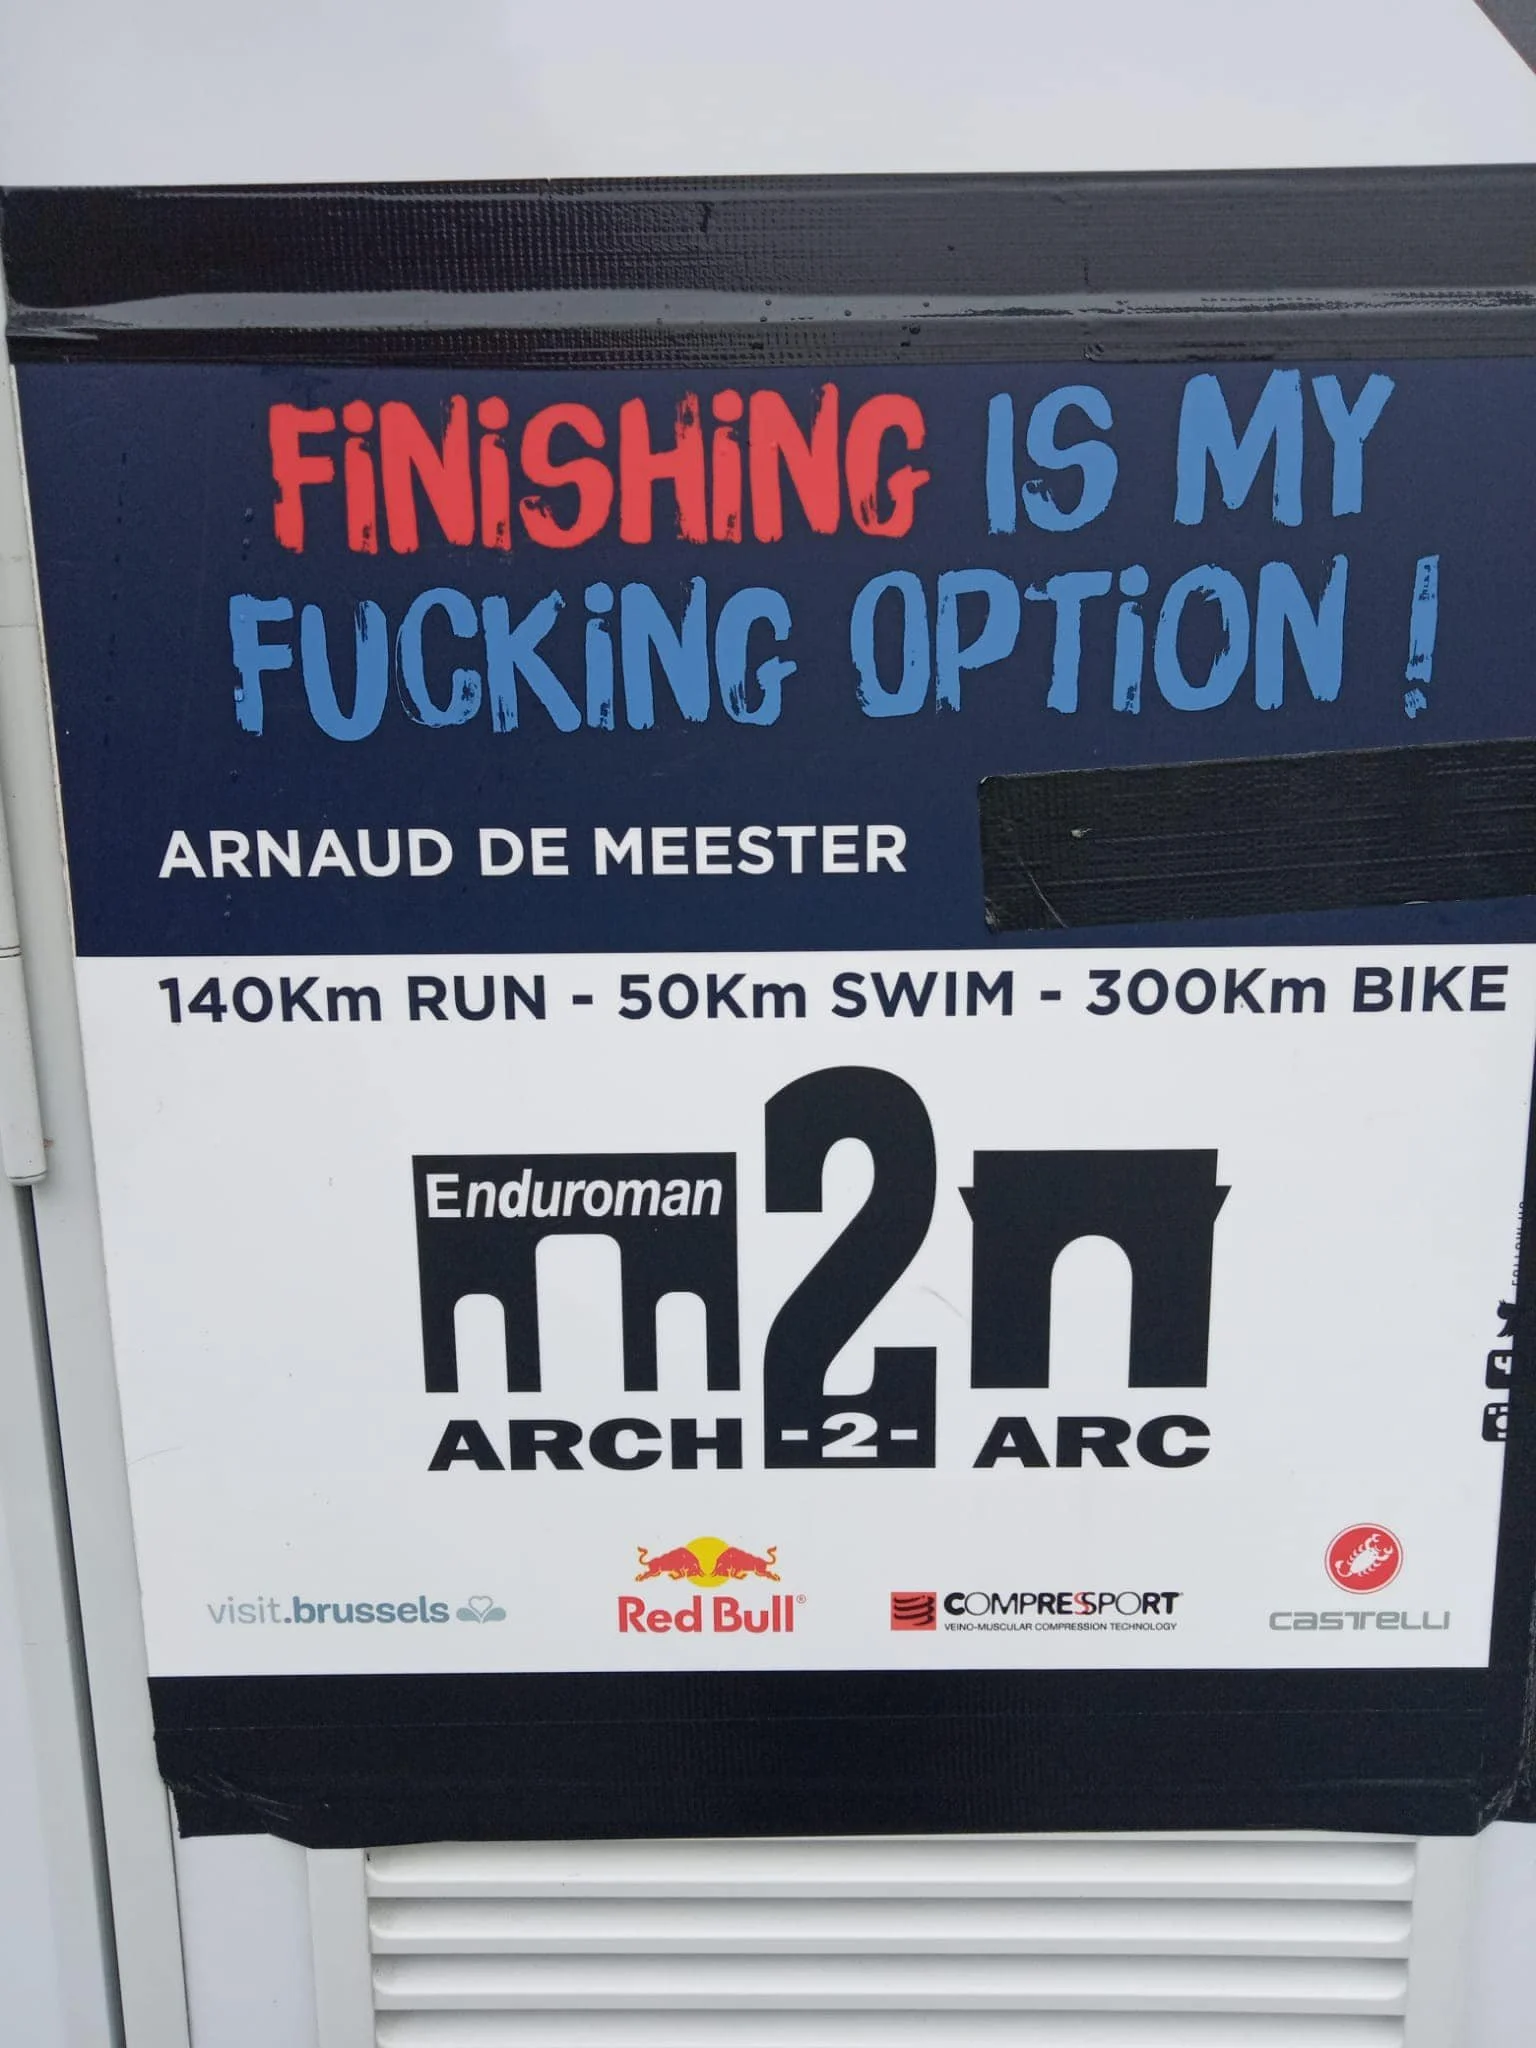 FiNiSHiNG IS MY
FUCKiNG OPTiON !
ARNAUD DE MEESTER
140Km RUN - 50Km SWIM - 300Km BIKE
Enduroman
2
ARCH -2- ARC
visit.brussels
Red Bull®
COMPRESSPORT
VEINO-MUSCULAR COMPRESSION TECHNOLOGY
castelli